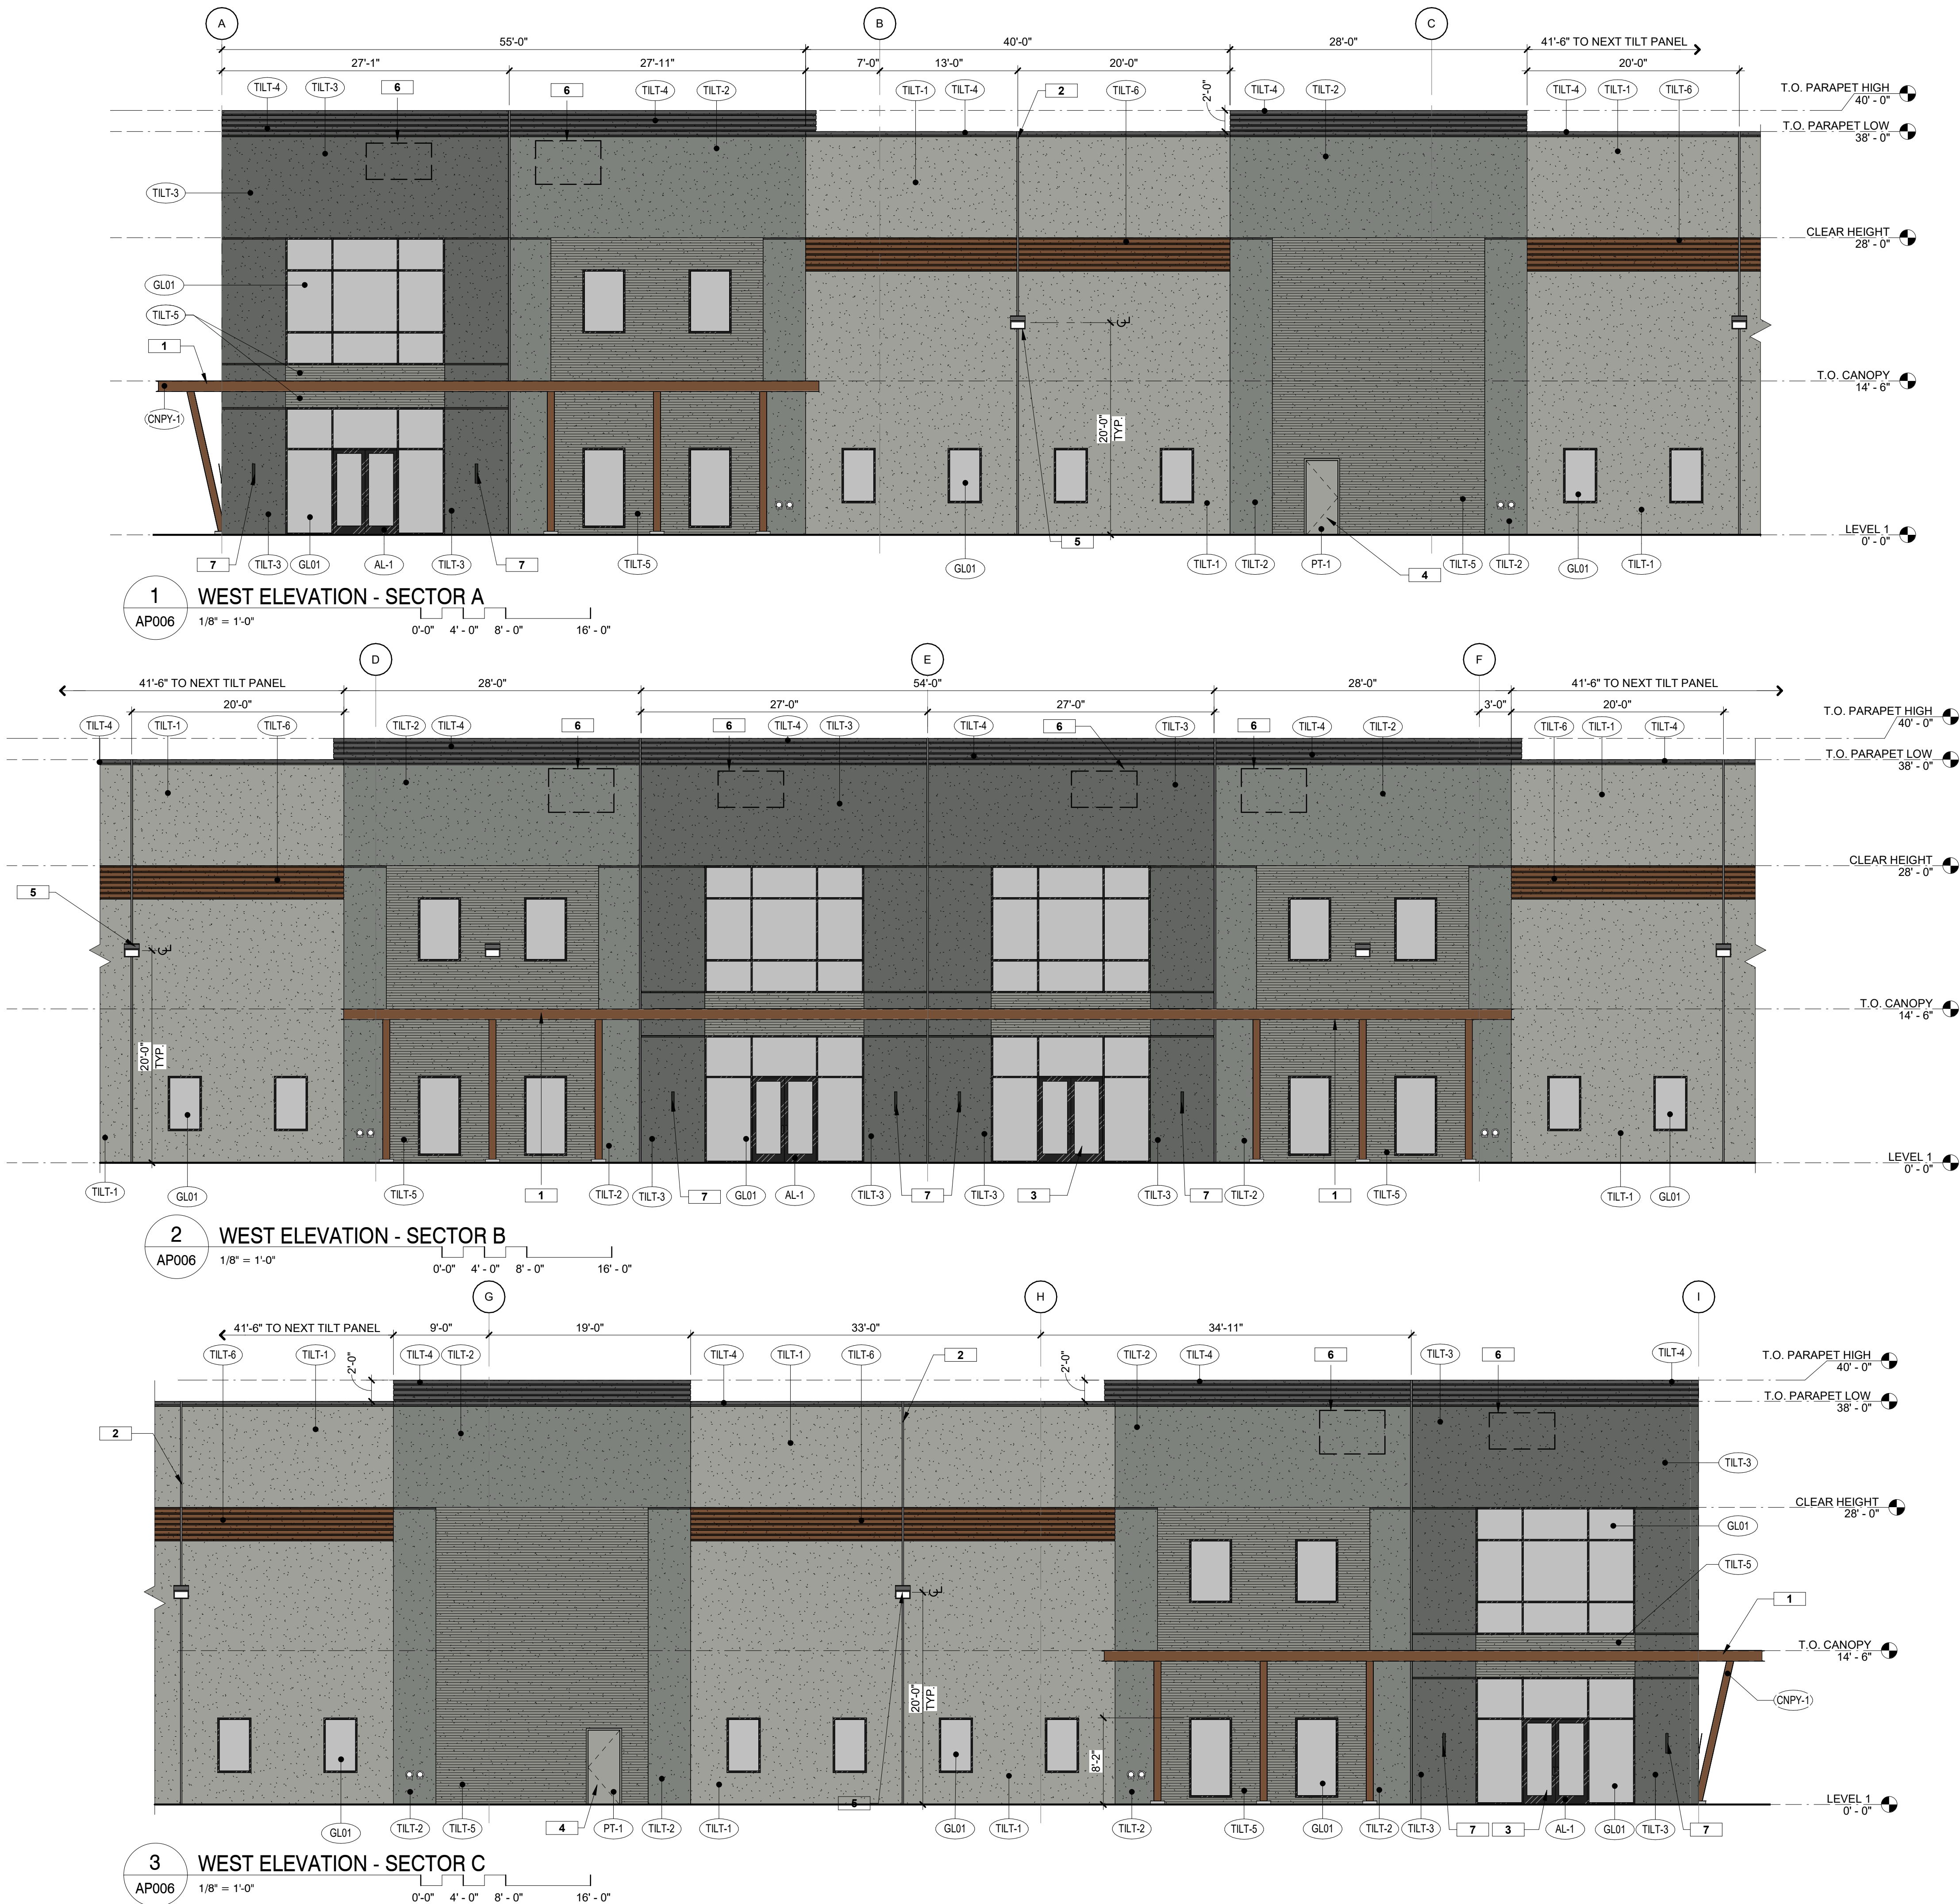 A B C
55'-0" 40'-0" 28'-0" 41'-6" TO NEXT TILT PANEL
27'-1" 27'-11" 7'-0" 13'-0" 20'-0" 20'-0"
TILT-4 TILT-3 6 TILT-4 TILT-2 TILT-1 TILT-4 2 TILT-6 2'-0" TILT-4 TILT-2 TILT-4 TILT-1 TILT-6
6
T.O. PARAPET HIGH
40' - 0"
T.O. PARAPET LOW
38' - 0"
TILT-3
CLEAR HEIGHT
28' - 0"
GL01
TILT-5
CL
1
T.O. CANOPY
14' - 6"
CNPY-1
20'-0"
TYP.
LEVEL 1
0' - 0"
5
7 TILT-3 GL01 AL-1 TILT-3 7 TILT-5 GL01 TILT-1 TILT-2 PT-1 4 TILT-5 TILT-2 GL01 TILT-1
1
AP006
WEST ELEVATION - SECTOR A
1/8" = 1'-0"
0'-0" 4' - 0" 8' - 0" 16' - 0"
D E F
41'-6" TO NEXT TILT PANEL 28'-0" 54'-0" 28'-0" 41'-6" TO NEXT TILT PANEL
20'-0" 27'-0" 27'-0" 3'-0" 20'-0"
TILT-4 TILT-1 TILT-6 TILT-2 TILT-4 6 6 TILT-4 TILT-3 TILT-4 6 TILT-3 6 TILT-4 TILT-2 TILT-6 TILT-1 TILT-4
T.O. PARAPET HIGH
40' - 0"
T.O. PARAPET LOW
38' - 0"
CLEAR HEIGHT
28' - 0"
5
CL
T.O. CANOPY
14' - 6"
20'-0"
TYP.
LEVEL 1
0' - 0"
TILT-1 GL01 TILT-5 1 TILT-2 TILT-3 7 GL01 AL-1 TILT-3 7 TILT-3 3 TILT-3 7 TILT-2 1 TILT-5 TILT-1 GL01
2
AP006
WEST ELEVATION - SECTOR B
1/8" = 1'-0"
0'-0" 4' - 0" 8' - 0" 16' - 0"
G H I
41'-6" TO NEXT TILT PANEL 9'-0" 19'-0" 33'-0" 34'-11"
TILT-6 TILT-1 2'-0" TILT-4 TILT-2 TILT-4 TILT-1 TILT-6 2 2'-0" TILT-2 TILT-4 6 TILT-3 6 TILT-4
T.O. PARAPET HIGH
40' - 0"
T.O. PARAPET LOW
38' - 0"
2
TILT-3
CLEAR HEIGHT
28' - 0"
GL01
TILT-5
CL
1
T.O. CANOPY
14' - 6"
CNPY-1
20'-0"
TYP.
8'-2"
5
LEVEL 1
0' - 0"
GL01 TILT-2 TILT-5 4 PT-1 TILT-2 TILT-1 GL01 TILT-1 TILT-2 TILT-5 GL01 TILT-2 TILT-3 7 3 AL-1 GL01 TILT-3 7
3
AP006
WEST ELEVATION - SECTOR C
1/8" = 1'-0"
0'-0" 4' - 0" 8' - 0" 16' - 0"